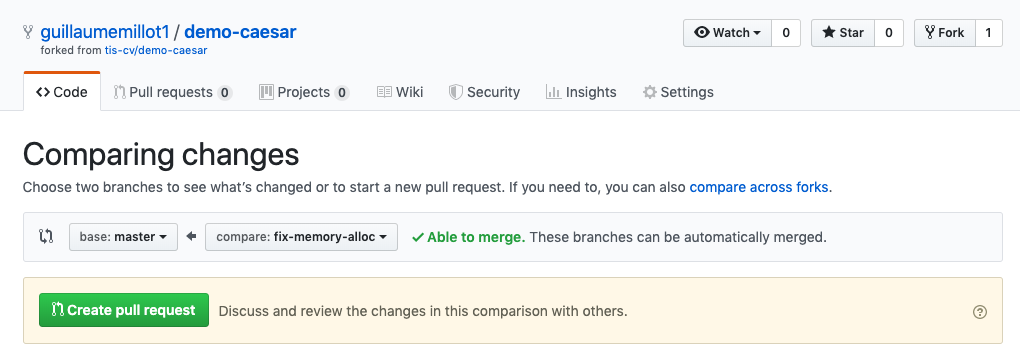 guillaumemillot1 / demo-caesar Watch 0 Star 0 Fork 1
forked from tis-cv/demo-caesar
Code Pull requests 0 Projects 0 Wiki Security Insights Settings
Comparing changes
Choose two branches to see what’s changed or to start a new pull request. If you need to, you can also compare across forks.
base: master compare: fix-memory-alloc Able to merge. These branches can be automatically merged.
Create pull request Discuss and review the changes in this comparison with others.